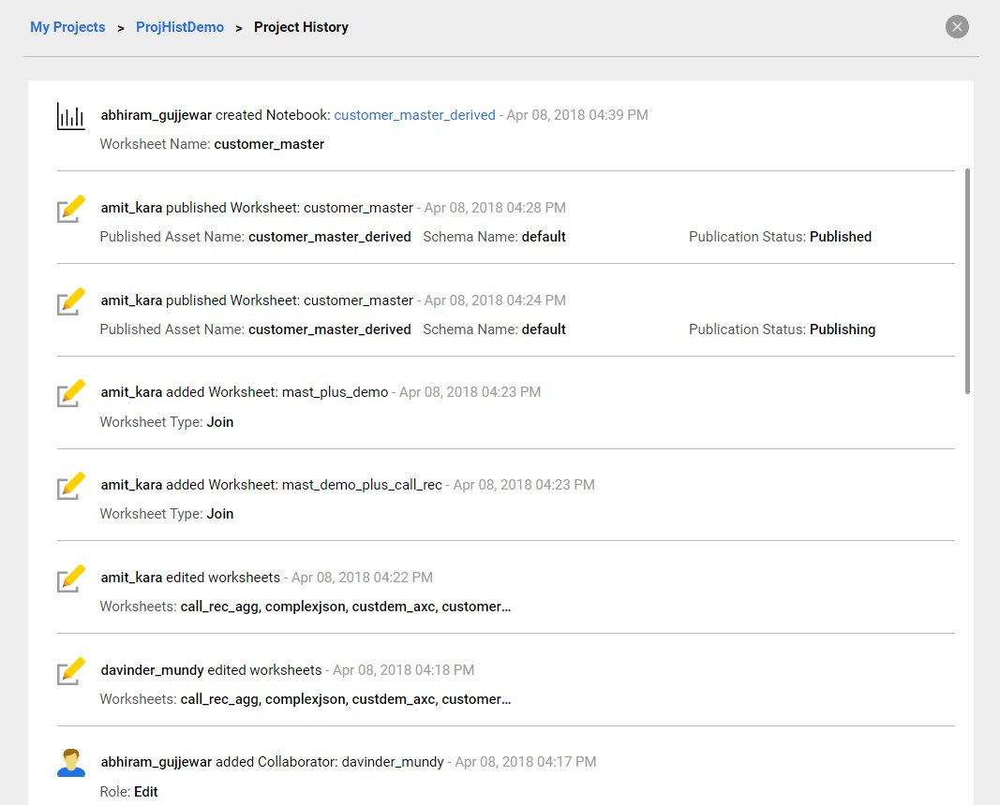 My Projects > ProjHistDemo > Project History
abhiram_gujjewar created Notebook: customer_master_derived - Apr 08, 2018 04:39 PM
Worksheet Name: customer_master
amit_kara published Worksheet: customer_master - Apr 08, 2018 04:28 PM
Published Asset Name: customer_master_derived Schema Name: default Publication Status: Published
amit_kara published Worksheet: customer_master - Apr 08, 2018 04:24 PM
Published Asset Name: customer_master_derived Schema Name: default Publication Status: Publishing
amit_kara added Worksheet: mast_plus_demo - Apr 08, 2018 04:23 PM
Worksheet Type: Join
amit_kara added Worksheet: mast_demo_plus_call_rec - Apr 08, 2018 04:23 PM
Worksheet Type: Join
amit_kara edited worksheets - Apr 08, 2018 04:22 PM
Worksheets: call_rec_agg, complexjson, custdem_axc, customer...
davinder_mundy edited worksheets - Apr 08, 2018 04:18 PM
Worksheets: call_rec_agg, complexjson, custdem_axc, customer...
abhiram_gujjewar added Collaborator: davinder_mundy - Apr 08, 2018 04:17 PM
Role: Edit